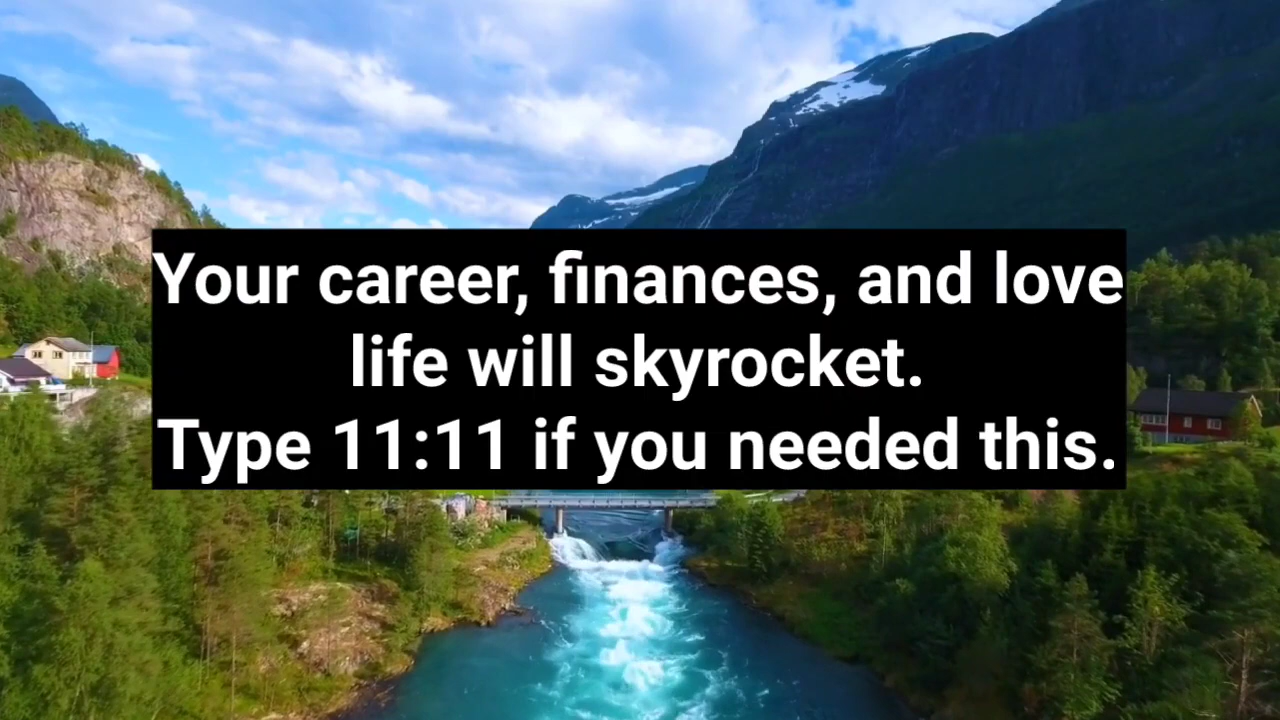 Your career, finances, and love
life will skyrocket.
Type 11:11 if you needed this.